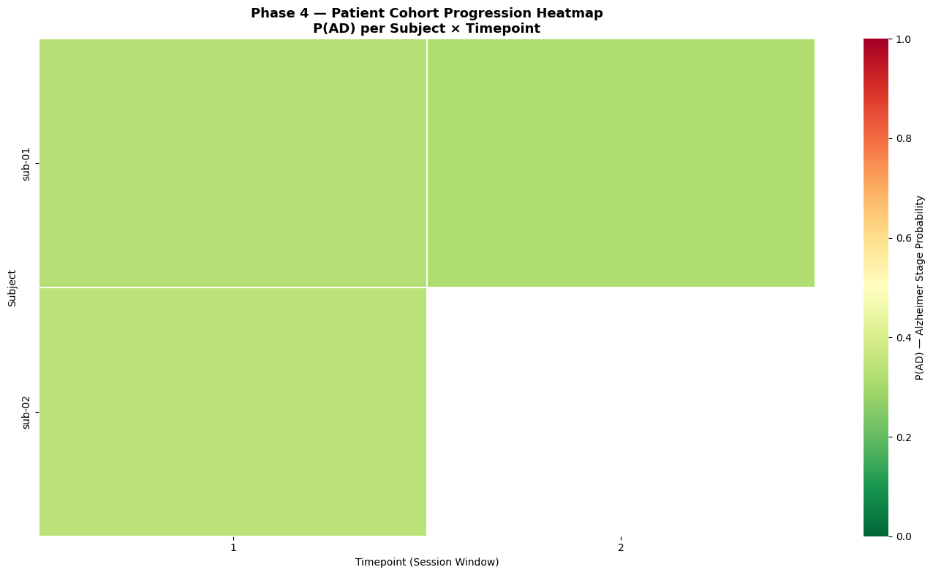 Phase 4 — Patient Cohort Progression Heatmap
P(AD) per Subject × Timepoint
Subject
sub-01
sub-02
1
2
Timepoint (Session Window)
1.0
0.8
0.6
0.4
0.2
0.0
P(AD) — Alzheimer Stage Probability